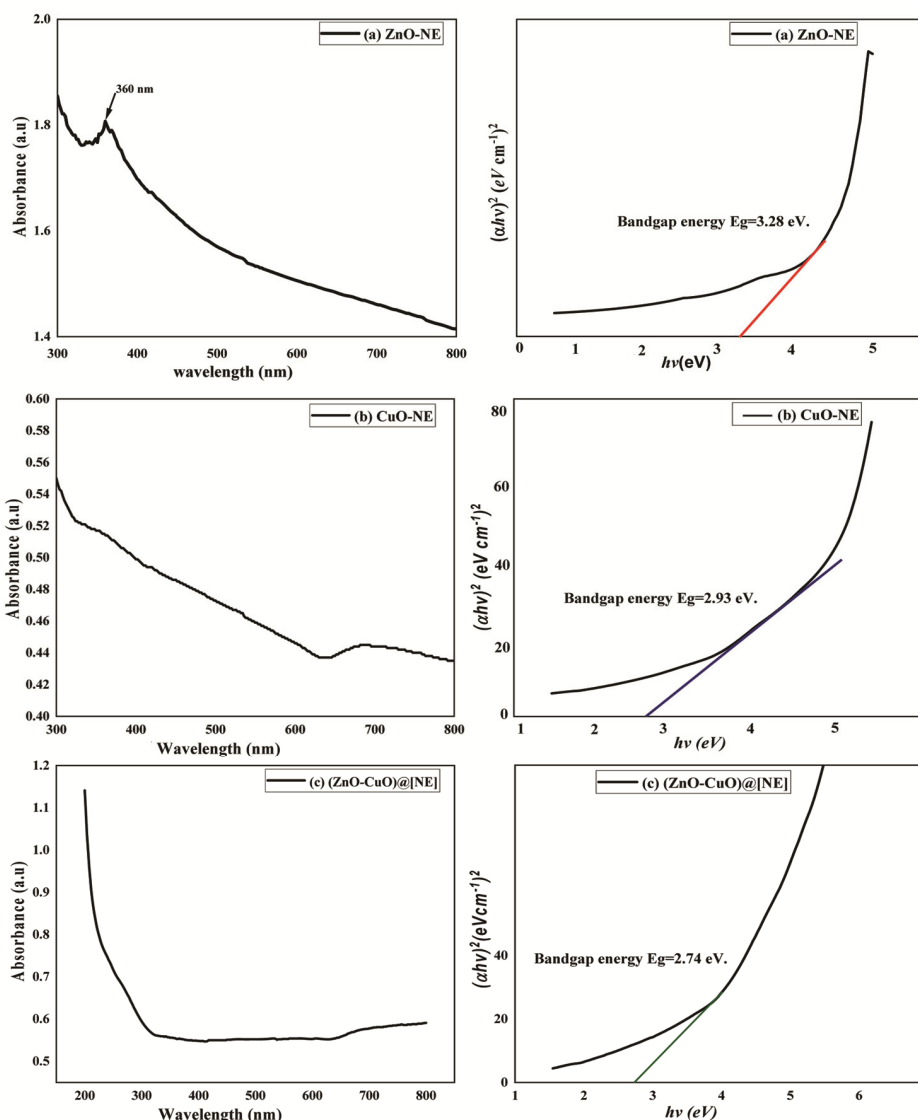 2.0
(a) ZnO-NE
360 nm
1.8
Absorbance (a.u)
1.6
1.4
300 400 500 600 700 800
wavelength (nm)
(a) ZnO-NE
(αhν)² (eV cm⁻¹)²
Bandgap energy Eg=3.28 eV.
0 1 2 3 4 5
hν(eV)
0.60
(b) CuO-NE
0.58
0.56
0.54
0.52
Absorbance (a.u)
0.50
0.48
0.46
0.44
0.42
0.40
300 400 500 600 700 800
Wavelength (nm)
80
(b) CuO-NE
60
(αhν)² (eV cm⁻¹)²
40
Bandgap energy Eg=2.93 eV.
20
0
1 2 3 4 5
hν (eV)
1.2
(c) (ZnO-CuO)@[NE]
1.1
1.0
0.9
Absorbance (a.u)
0.8
0.7
0.6
0.5
200 300 400 500 600 700 800
Wavelength (nm)
(c) (ZnO-CuO)@[NE]
(αhν)²(eVcm⁻¹)²
40
Bandgap energy Eg=2.74 eV.
20
0
1 2 3 4 5 6
hν (eV)